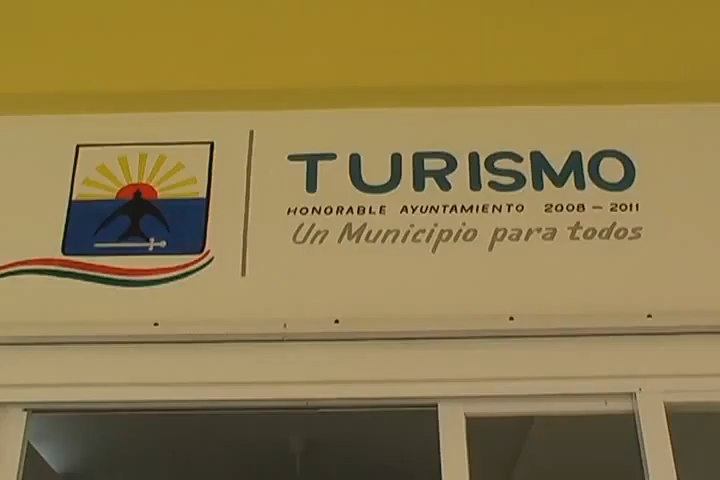 TURISMO
HONORABLE AYUNTAMIENTO 2008 - 2011
Un Municipio para todos